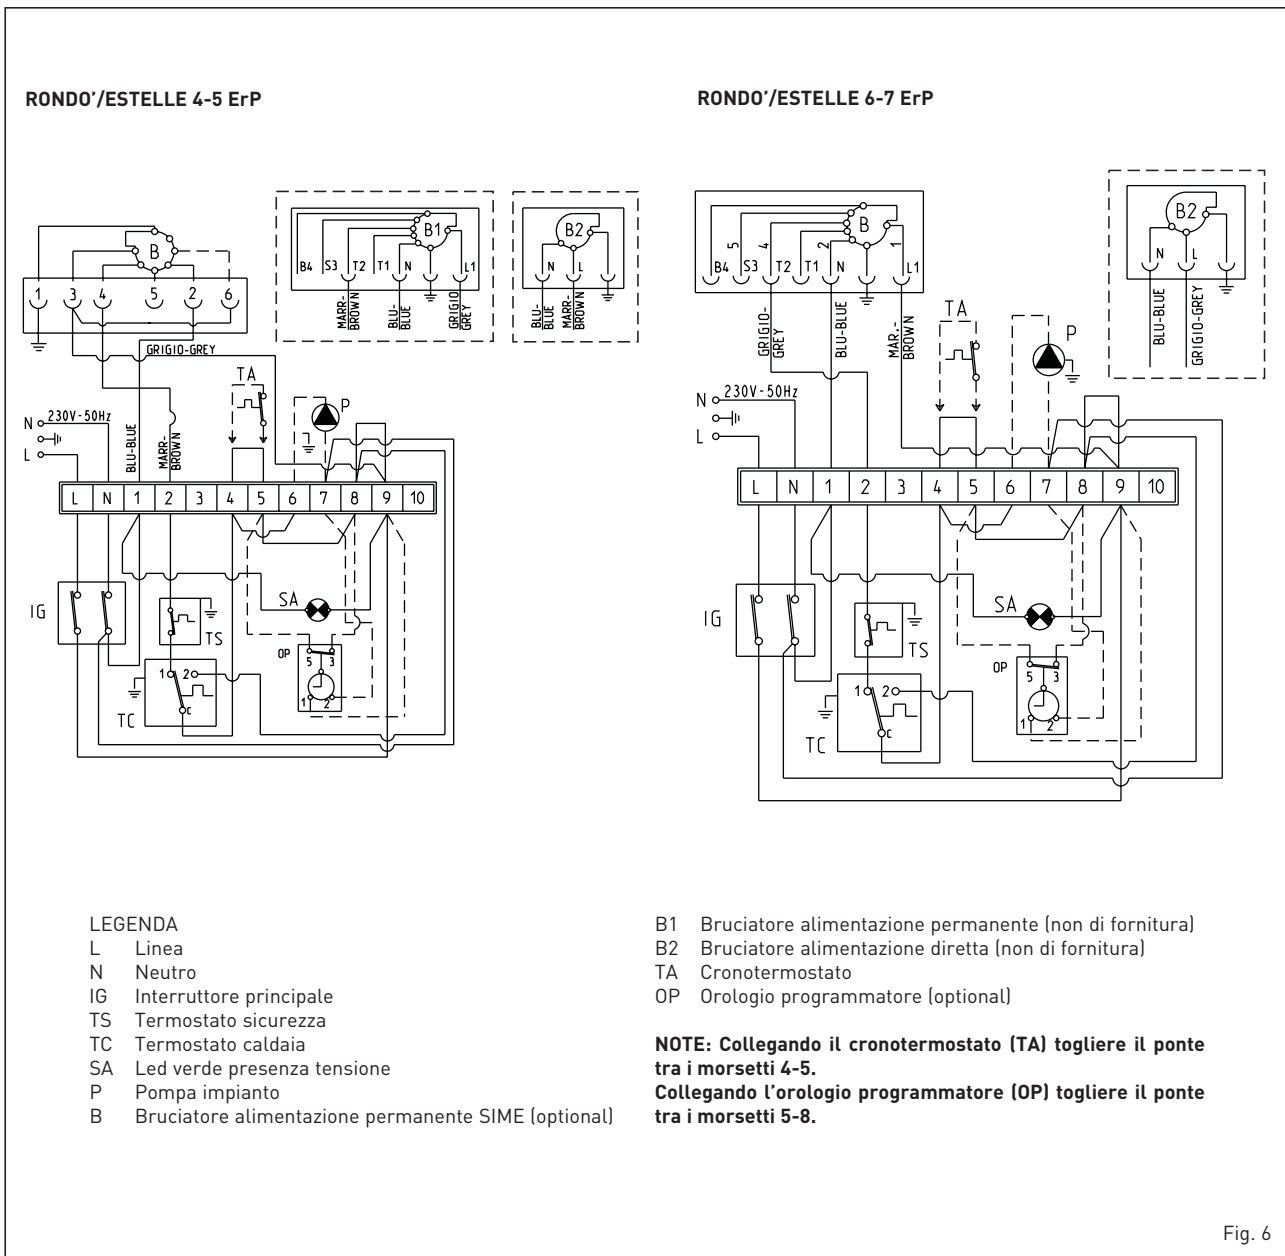 RONDO'/ESTELLE 4-5 ErP
B
1 3 4 5 2 6
GRIGIO-GREY
B1
B4 S3 T2 T1 N L1
MARR-BROWN
BLU-BLUE
GRIGIO GREY
B2
N L
BLU-BLUE
MARR-BROWN
TA
P
N 230V-50Hz
L
BLU-BLUE
MARR-BROWN
L N 1 2 3 4 5 6 7 8 9 10
IG
SA
TS
OP
5 3
1 2
1 2
C
TC
RONDO'/ESTELLE 6-7 ErP
B
5 4 2 1
B4 S3 T2 T1 N L1
GRIGIO-GREY
BLU-BLUE
MAR.-BROWN
B2
N L
BLU-BLUE
GRIGIO-GREY
TA
P
N 230V-50Hz
L
L N 1 2 3 4 5 6 7 8 9 10
IG
SA
TS
OP
5 3
1 2
1 2
C
TC
LEGENDA
L Linea
N Neutro
IG Interruttore principale
TS Termostato sicurezza
TC Termostato caldaia
SA Led verde presenza tensione
P Pompa impianto
B Bruciatore alimentazione permanente SIME (optional)
B1 Bruciatore alimentazione permanente (non di fornitura)
B2 Bruciatore alimentazione diretta (non di fornitura)
TA Cronotermostato
OP Orologio programmatore (optional)
NOTE: Collegando il cronotermostato (TA) togliere il ponte
tra i morsetti 4-5.
Collegando l'orologio programmatore (OP) togliere il ponte
tra i morsetti 5-8.
Fig. 6